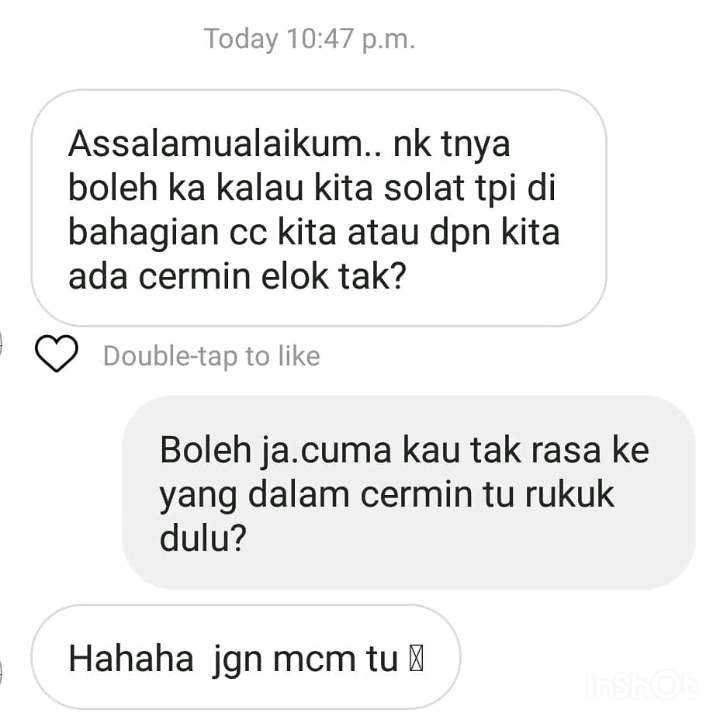 Today 10:47 p.m.
Assalamualaikum.. nk tnya
boleh ka kalau kita solat tpi di
bahagian cc kita atau dpn kita
ada cermin elok tak?
Double-tap to like
Boleh ja.cuma kau tak rasa ke
yang dalam cermin tu rukuk
dulu?
Hahaha jgn mcm tu
InShOt